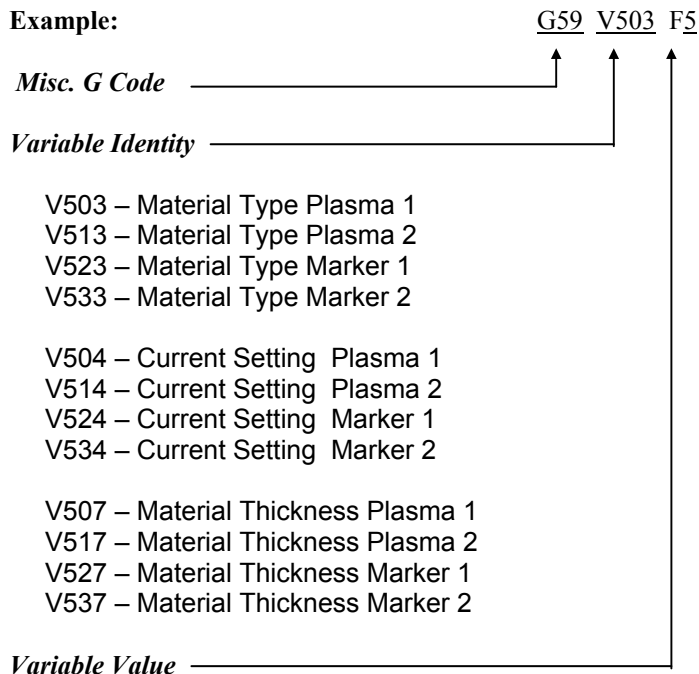 Example: G59 V503 F5
Misc. G Code
Variable Identity
V503 – Material Type Plasma 1
V513 – Material Type Plasma 2
V523 – Material Type Marker 1
V533 – Material Type Marker 2
V504 – Current Setting Plasma 1
V514 – Current Setting Plasma 2
V524 – Current Setting Marker 1
V534 – Current Setting Marker 2
V507 – Material Thickness Plasma 1
V517 – Material Thickness Plasma 2
V527 – Material Thickness Marker 1
V537 – Material Thickness Marker 2
Variable Value